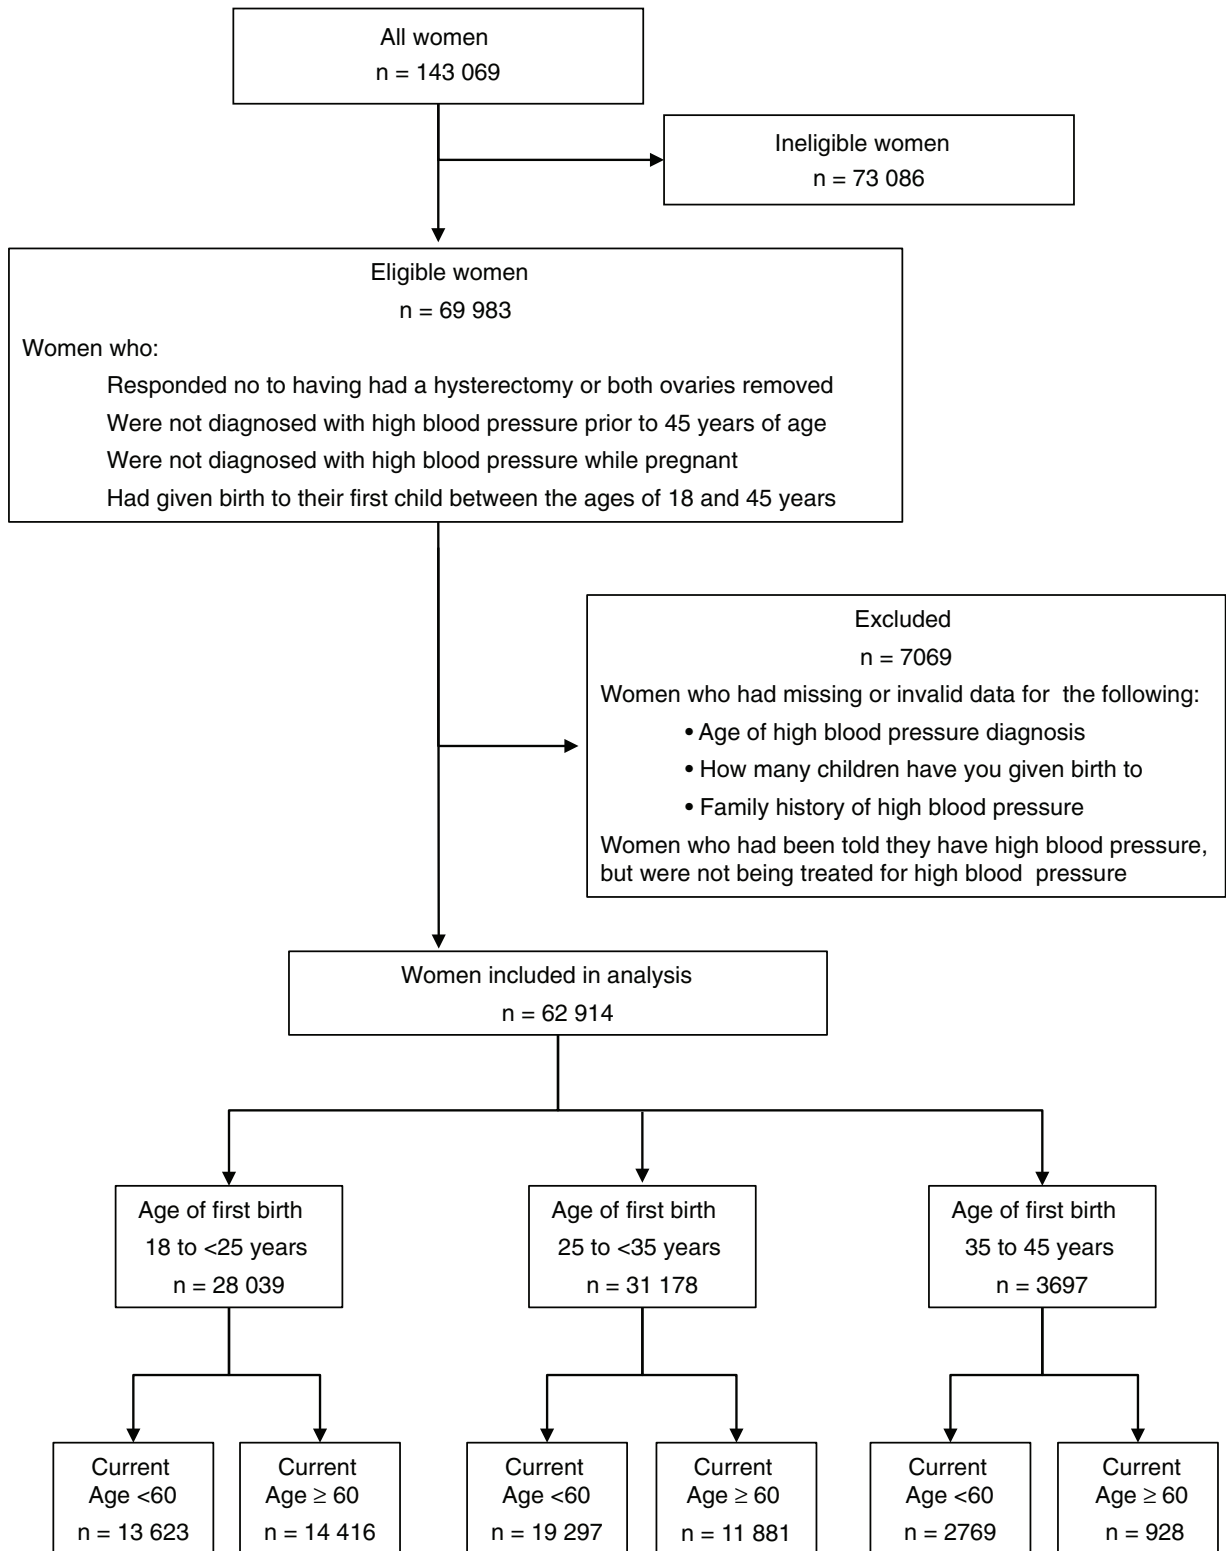 All women
n = 143 069
Ineligible women
n = 73 086
Eligible women
n = 69 983
Women who:
Responded no to having had a hysterectomy or both ovaries removed
Were not diagnosed with high blood pressure prior to 45 years of age
Were not diagnosed with high blood pressure while pregnant
Had given birth to their first child between the ages of 18 and 45 years
Excluded
n = 7069
Women who had missing or invalid data for the following:
• Age of high blood pressure diagnosis
• How many children have you given birth to
• Family history of high blood pressure
Women who had been told they have high blood pressure,
but were not being treated for high blood pressure
Women included in analysis
n = 62 914
Age of first birth
18 to <25 years
n = 28 039
Age of first birth
25 to <35 years
n = 31 178
Age of first birth
35 to 45 years
n = 3697
Current
Age <60
n = 13 623
Current
Age ≥ 60
n = 14 416
Current
Age <60
n = 19 297
Current
Age ≥ 60
n = 11 881
Current
Age <60
n = 2769
Current
Age ≥ 60
n = 928